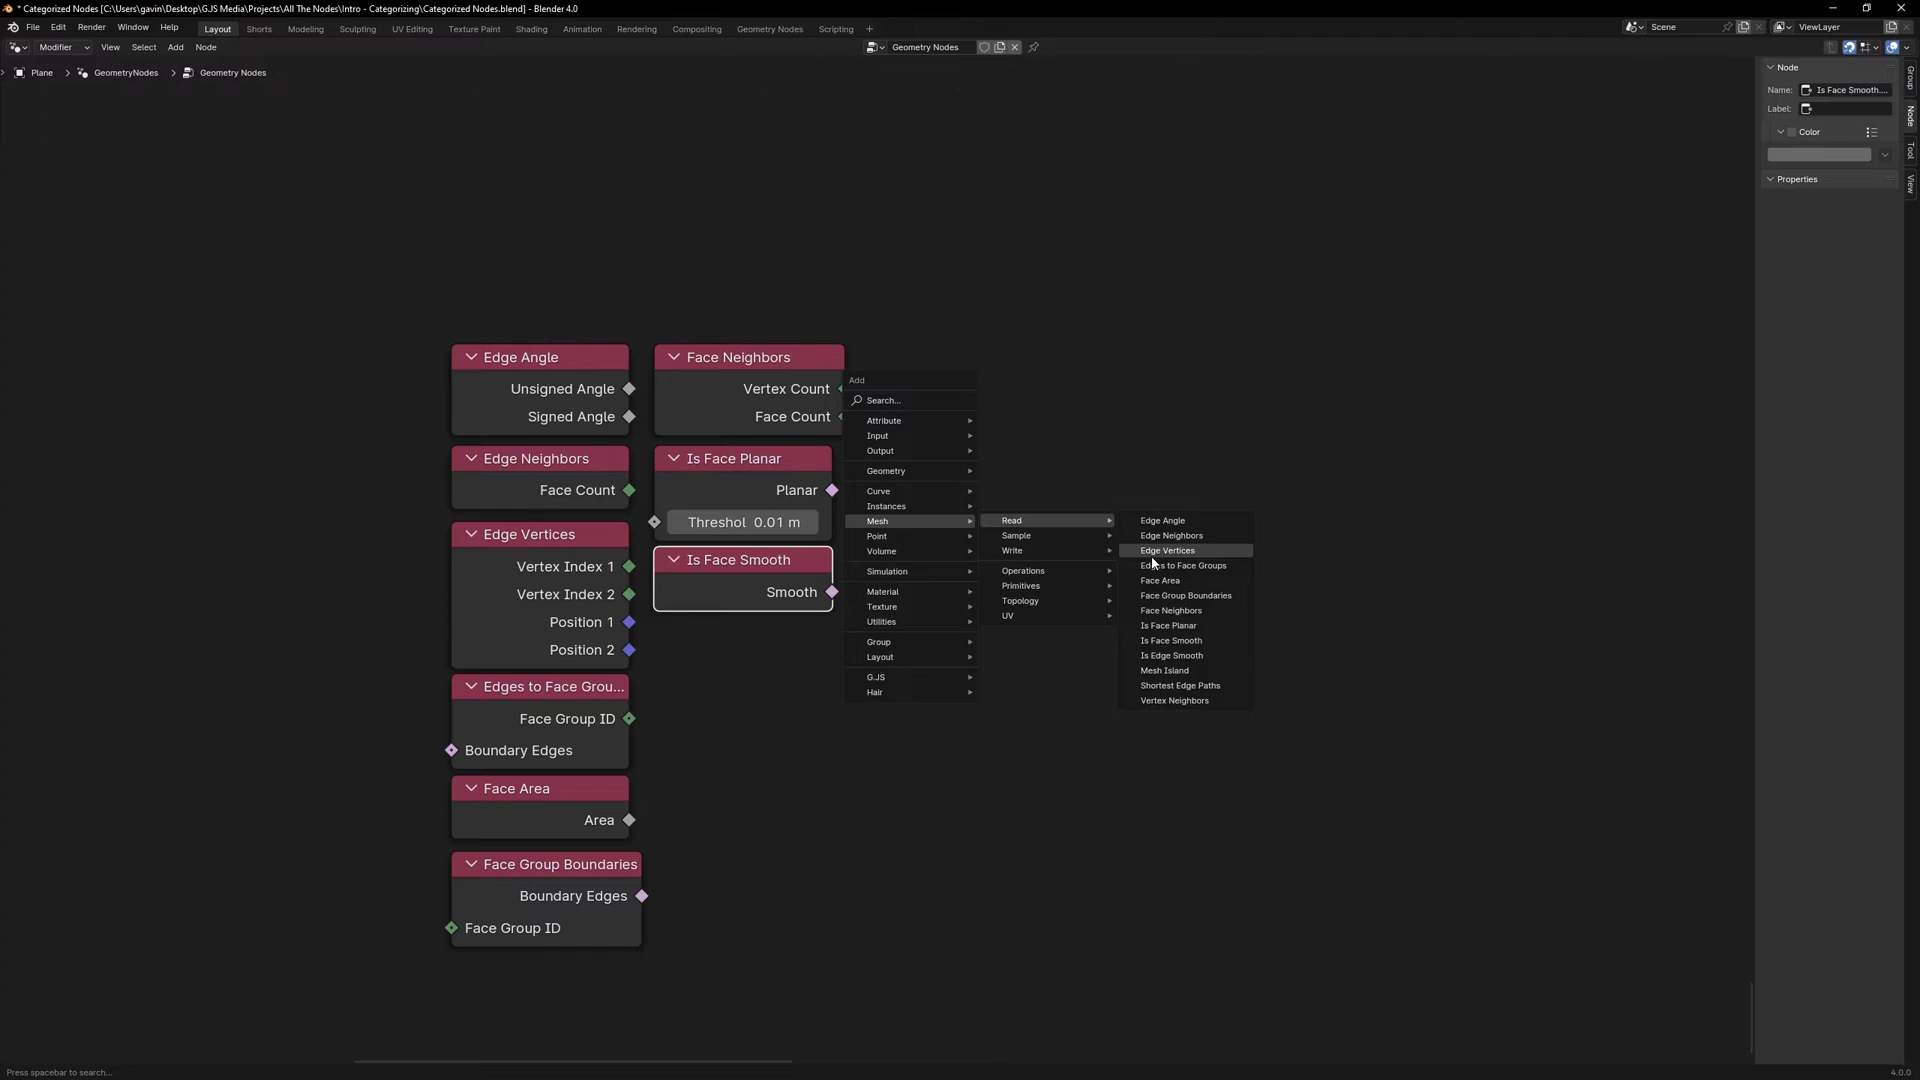 * Categorized Nodes [C:\Users\gavin\Desktop\GJS Media\Projects\All The Nodes\Intro - Categorizing\Categorized Nodes.blend] - Blender 4.0
File Edit Render Window Help Layout Shorts Modeling Sculpting UV Editing Texture Paint Shading Animation Rendering Compositing Geometry Nodes Scripting + Scene ViewLayer
Modifier View Select Add Node Geometry Nodes
Plane > GeometryNodes > Geometry Nodes
Node
Name: Is Face Smooth....
Label:
Color
Properties
Group
Node
Tool
View
Edge Angle
Unsigned Angle
Signed Angle
Edge Neighbors
Face Count
Edge Vertices
Vertex Index 1
Vertex Index 2
Position 1
Position 2
Edges to Face Grou...
Face Group ID
Boundary Edges
Face Area
Area
Face Group Boundaries
Boundary Edges
Face Group ID
Face Neighbors
Vertex Count
Face Count
Is Face Planar
Planar
Threshol 0.01 m
Is Face Smooth
Smooth
Add
Search...
Attribute
Input
Output
Geometry
Curve
Instances
Mesh
Point
Volume
Simulation
Material
Texture
Utilities
Group
Layout
GJS
Hair
Read
Sample
Write
Operations
Primitives
Topology
UV
Edge Angle
Edge Neighbors
Edge Vertices
Edges to Face Groups
Face Area
Face Group Boundaries
Face Neighbors
Is Face Planar
Is Face Smooth
Is Edge Smooth
Mesh Island
Shortest Edge Paths
Vertex Neighbors
Press spacebar to search...
4.0.0